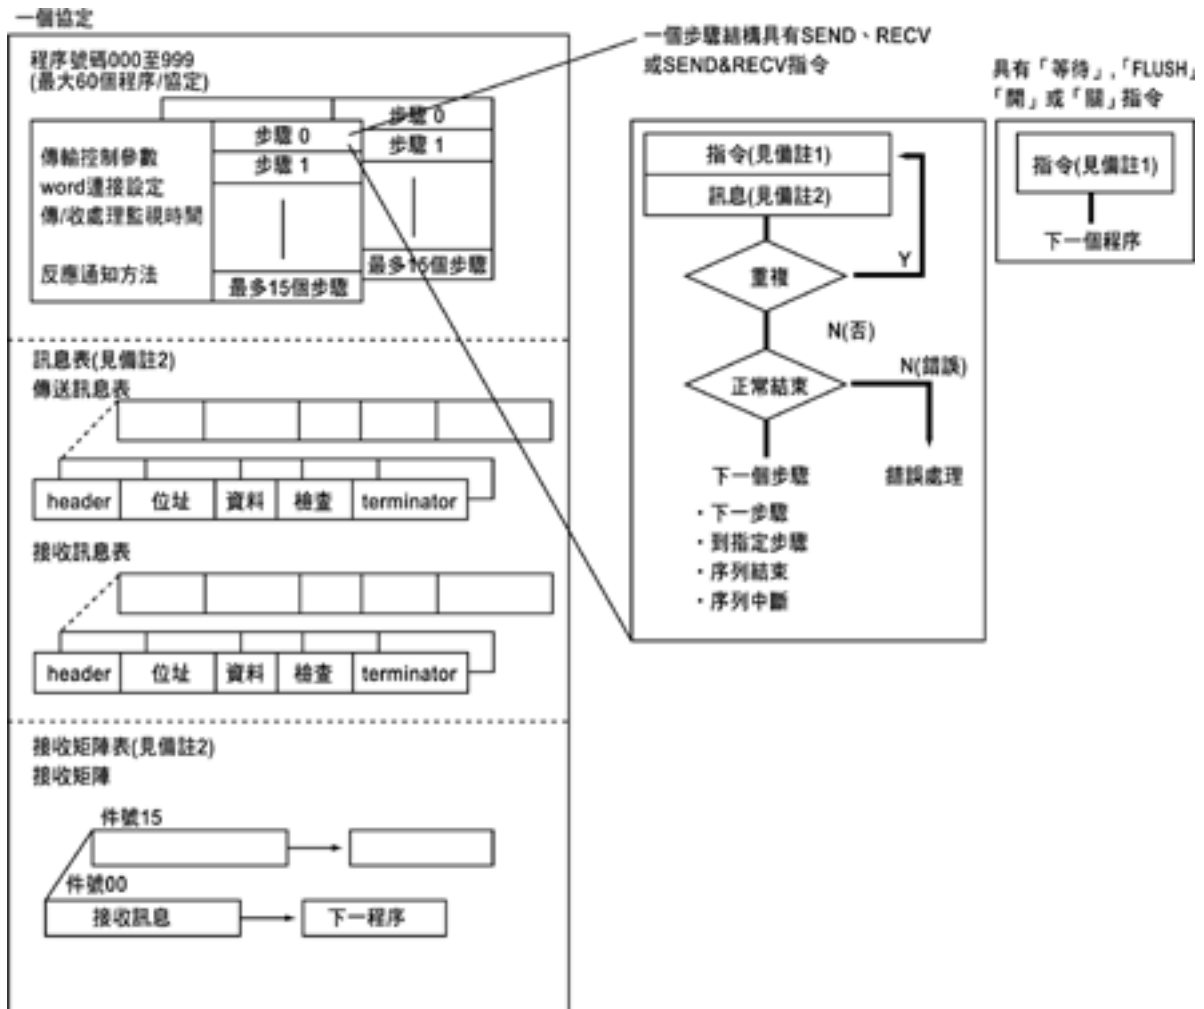 一個協定
程序號碼000至999
(最大60個程序/協定)
步驟 0
步驟 1
最多15個步驟
傳輸控制參數
word連接設定
傳/收處理監視時間
反應通知方法
步驟 0
步驟 1
最多15個步驟
訊息表(見備註2)
傳送訊息表
header 位址 資料 檢查 terminator
接收訊息表
header 位址 資料 檢查 terminator
接收矩陣表(見備註2)
接收矩陣
件號15
件號00
接收訊息 下一程序
一個步驟結構具有SEND、RECV
或SEND&RECV指令
指令(見備註1)
訊息(見備註2)
重複
Y
N(否)
正常結束
N(錯誤)
下一個步驟
錯誤處理
・下一步驟
・到指定步驟
・序列結束
・序列中斷
具有「等待」,「FLUSH」
「開」或「關」指令
指令(見備註1)
下一個程序